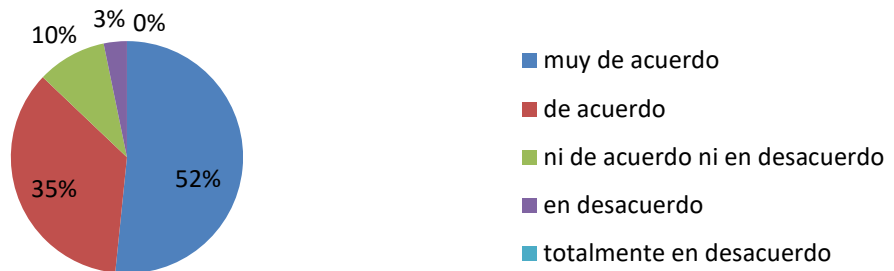 3% 0%
10%
muy de acuerdo
de acuerdo
ni de acuerdo ni en desacuerdo
35%
52%
en desacuerdo
totalmente en desacuerdo